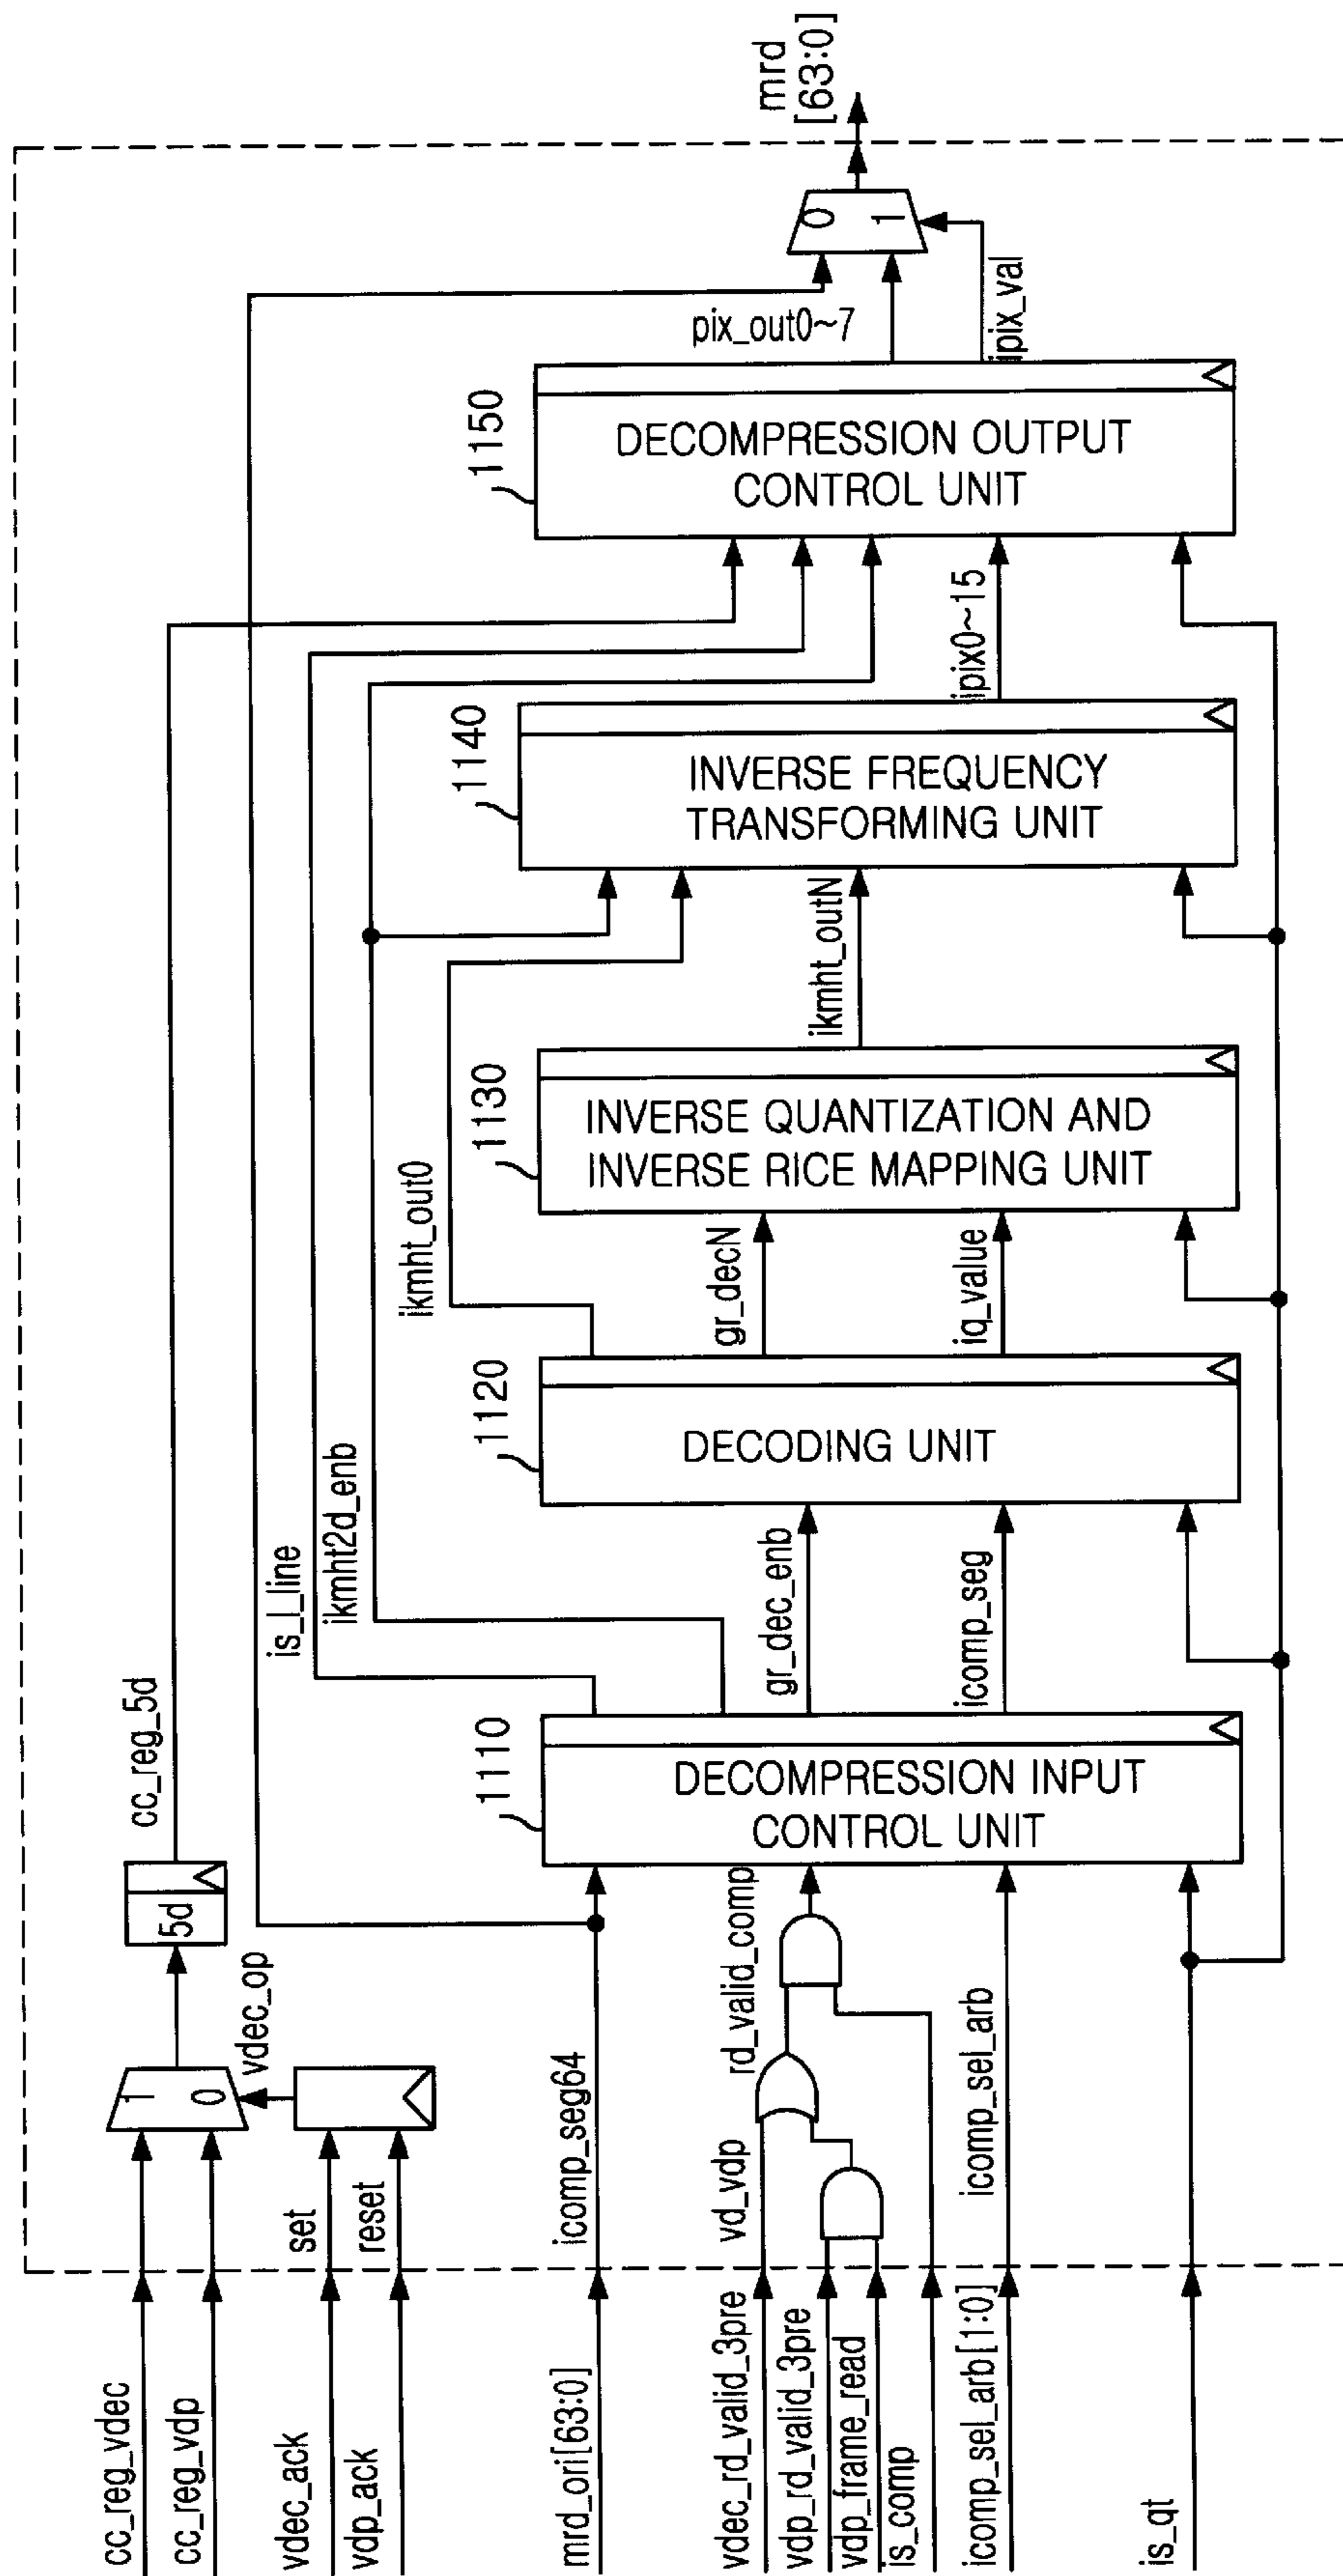 cc_reg_vdec
cc_reg_vdp
vdec_ack
vdp_ack
mrd_ori[63:0]
vdec_rd_valid_3pre
vdp_rd_valid_3pre
vdp_frame_read
is_comp
icomp_sel_arb[1:0]
is_qt
set
reset
icomp_seg64
vd_vdp
icomp_sel_arb
1
0
vdec_op
5d
cc_reg_5d
rd_valid_comp
1110
DECOMPRESSION INPUT
CONTROL UNIT
is_l_line
ikmht2d_enb
gr_dec_enb
icomp_seg
1120
DECODING UNIT
ikmht_out0
gr_decN
iq_value
1130
INVERSE QUANTIZATION AND
INVERSE RICE MAPPING UNIT
ikmht_outN
1140
INVERSE FREQUENCY
TRANSFORMING UNIT
ipix0~15
1150
DECOMPRESSION OUTPUT
CONTROL UNIT
pix_out0~7
ipix_val
0
1
mrd
[63:0]